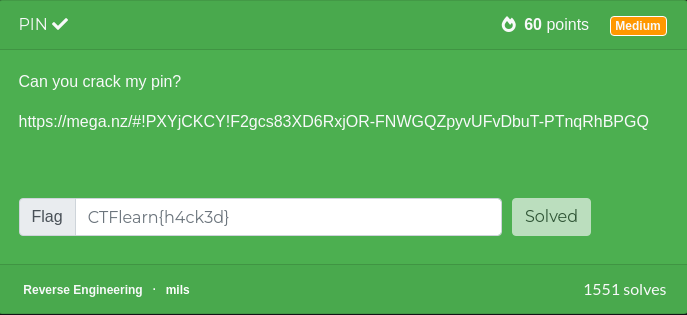 PIN 60 points Medium
Can you crack my pin?
https://mega.nz/#!PXYjCKCY!F2gcs83XD6RxjOR-FNWGQZpyvUFvDbuT-PTnqRhBPGQ
Flag CTFlearn{h4ck3d} Solved
Reverse Engineering · mils 1551 solves